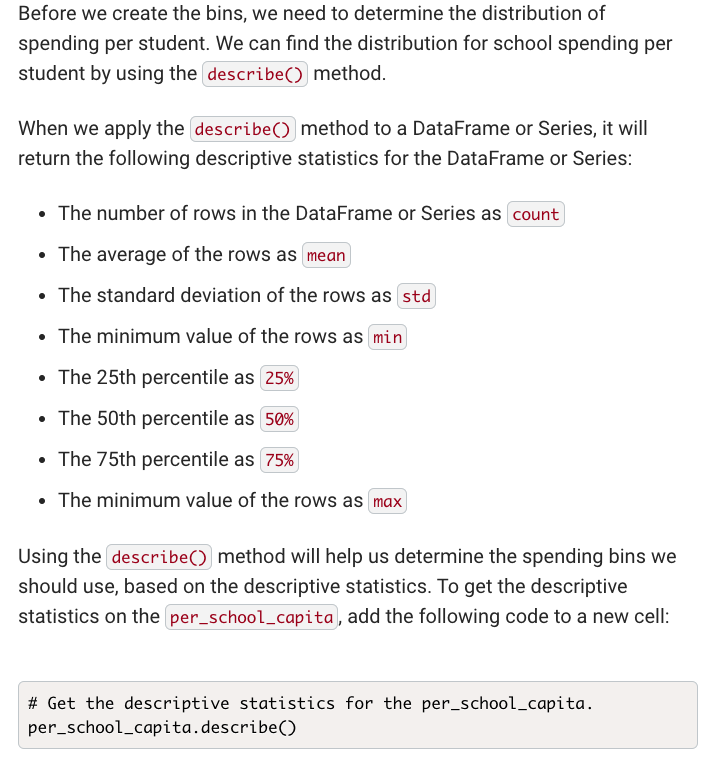 Before we create the bins, we need to determine the distribution of
spending per student. We can find the distribution for school spending per
student by using the describe() method.
When we apply the describe() method to a DataFrame or Series, it will
return the following descriptive statistics for the DataFrame or Series:
• The number of rows in the DataFrame or Series as count
• The average of the rows as mean
• The standard deviation of the rows as std
• The minimum value of the rows as min
• The 25th percentile as 25%
• The 50th percentile as 50%
• The 75th percentile as 75%
• The minimum value of the rows as max
Using the describe() method will help us determine the spending bins we
should use, based on the descriptive statistics. To get the descriptive
statistics on the per_school_capita, add the following code to a new cell:
# Get the descriptive statistics for the per_school_capita.
per_school_capita.describe()